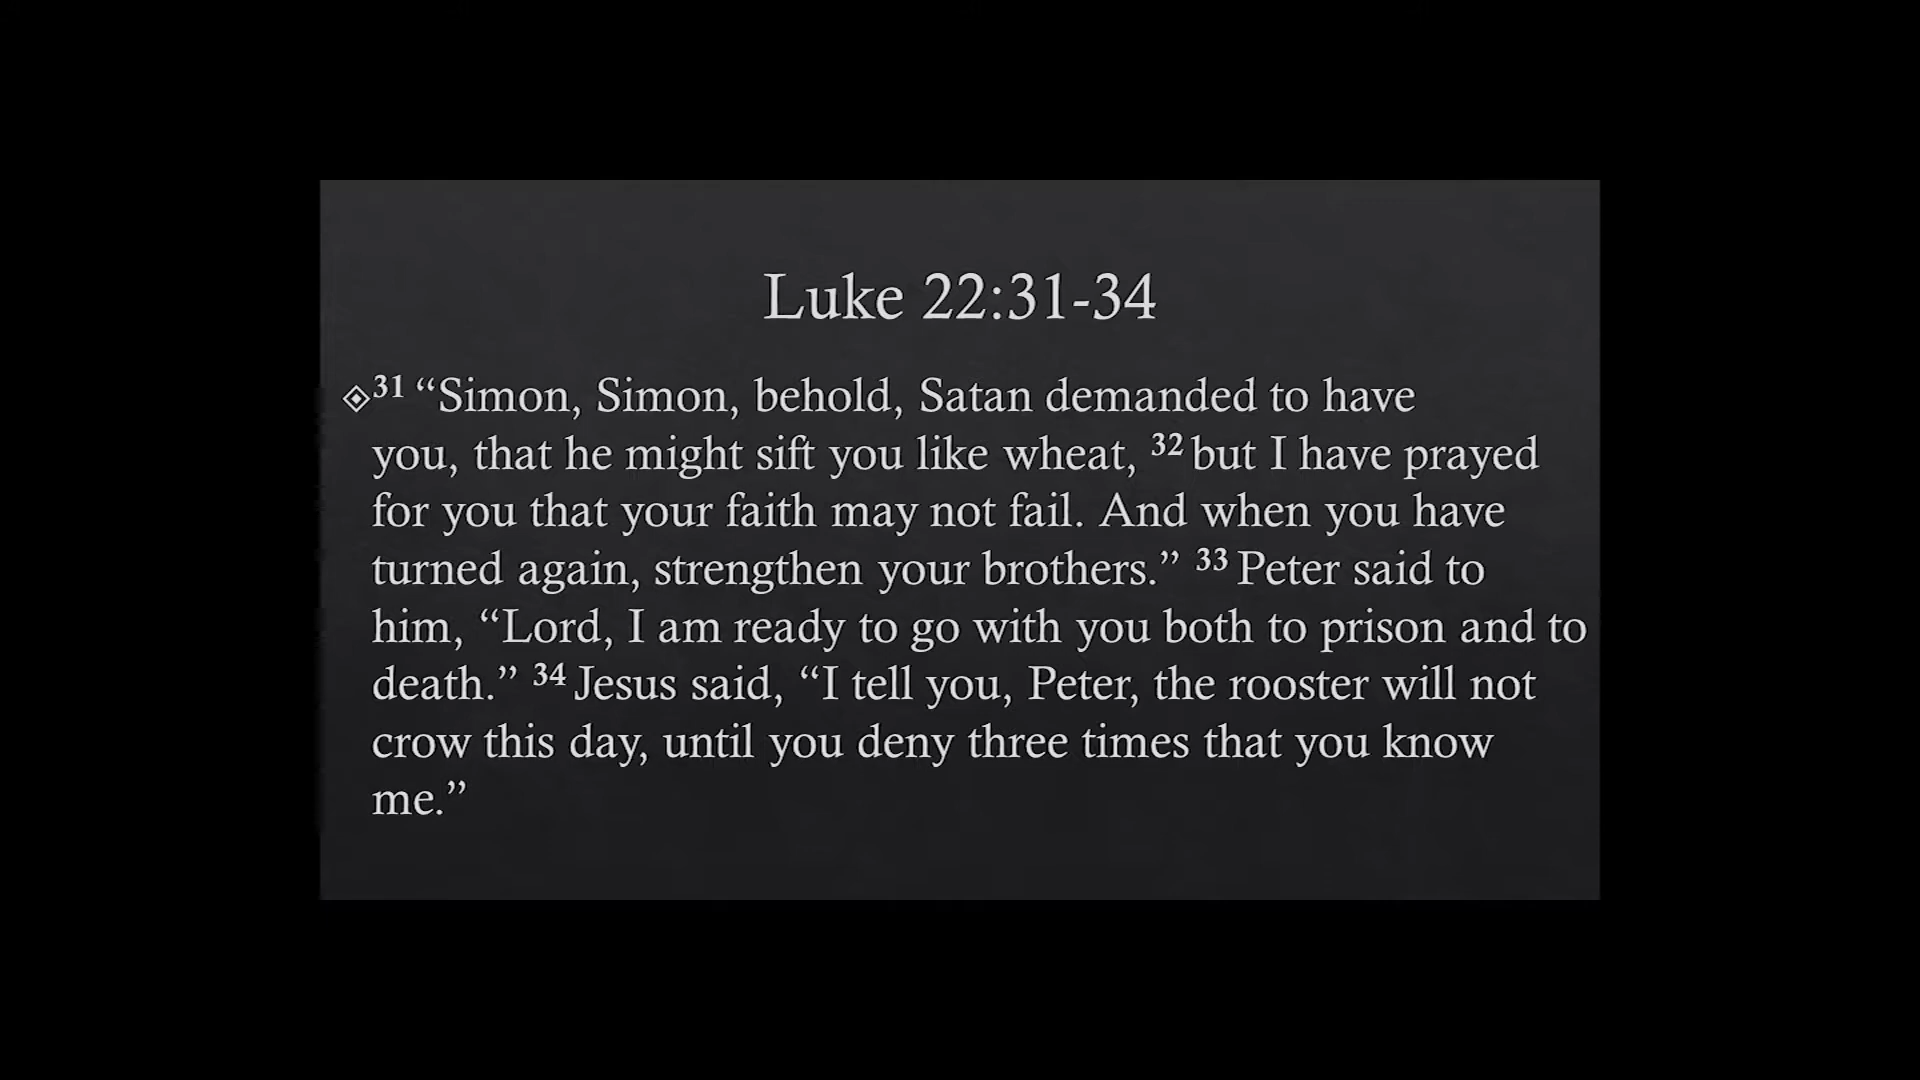 Luke 22:31-34
31 “Simon, Simon, behold, Satan demanded to have
you, that he might sift you like wheat, 32 but I have prayed
for you that your faith may not fail. And when you have
turned again, strengthen your brothers.” 33 Peter said to
him, “Lord, I am ready to go with you both to prison and to
death.” 34 Jesus said, “I tell you, Peter, the rooster will not
crow this day, until you deny three times that you know
me.”